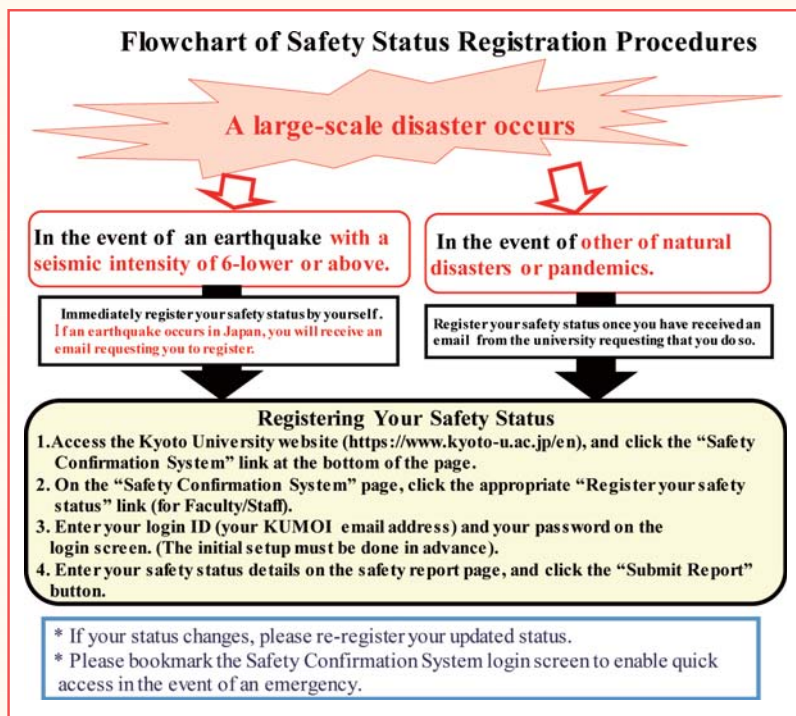 Flowchart of Safety Status Registration Procedures
A large-scale disaster occurs
In the event of an earthquake with a
seismic intensity of 6-lower or above.
In the event of other of natural
disasters or pandemics.
Immediately register your safety status by yourself.
If an earthquake occurs in Japan, you will receive an
email requesting you to register.
Register your safety status once you have received an
email from the university requesting that you do so.
Registering Your Safety Status
1.Access the Kyoto University website (https://www.kyoto-u.ac.jp/en), and click the “Safety
Confirmation System” link at the bottom of the page.
2. On the “Safety Confirmation System” page, click the appropriate “Register your safety
status” link (for Faculty/Staff).
3. Enter your login ID (your KUMOI email address) and your password on the
login screen. (The initial setup must be done in advance).
4. Enter your safety status details on the safety report page, and click the “Submit Report”
button.
* If your status changes, please re-register your updated status.
* Please bookmark the Safety Confirmation System login screen to enable quick
access in the event of an emergency.